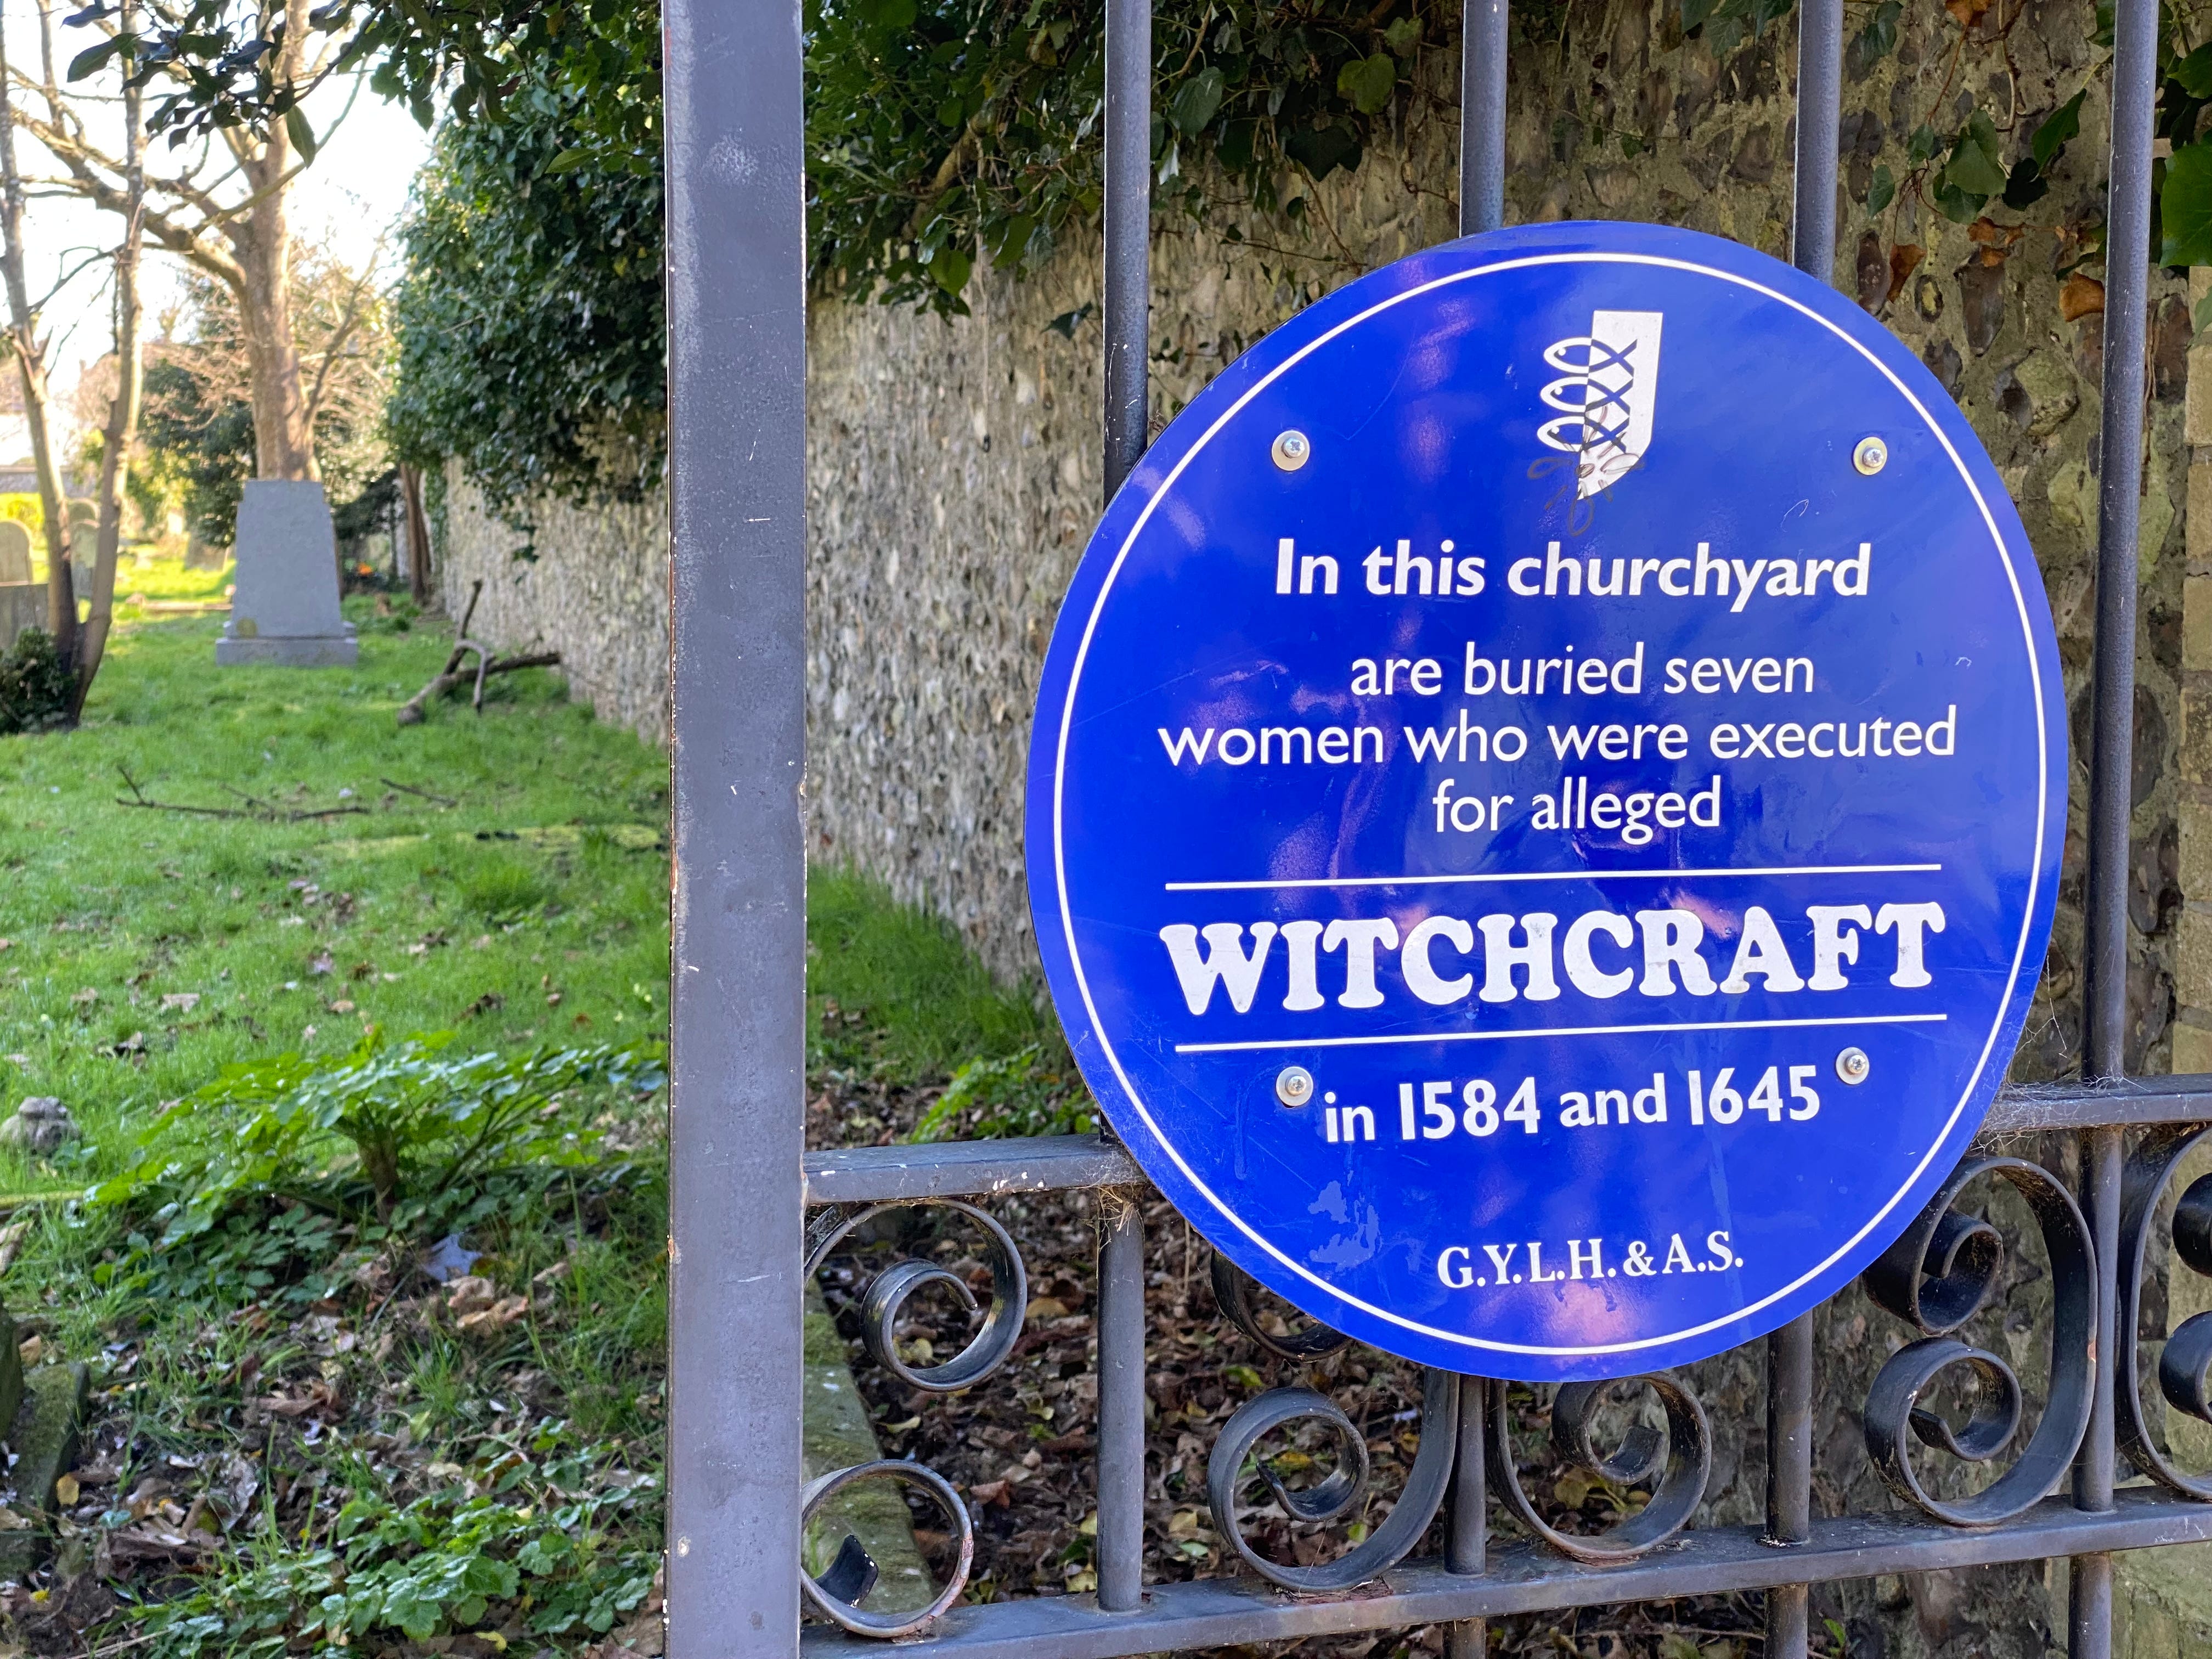 In this churchyard
are buried seven
women who were executed
for alleged
WITCHCRAFT
in 1584 and 1645
G.Y.L.H.&A.S.